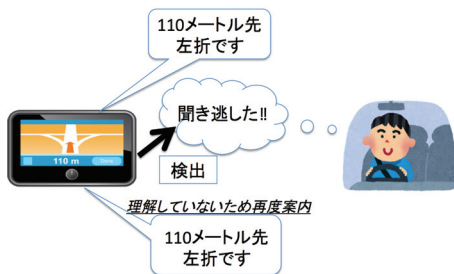 110メートル先
左折です
聞き逃した!!
110 m
検出
理解していないため再度案内
110メートル先
左折です